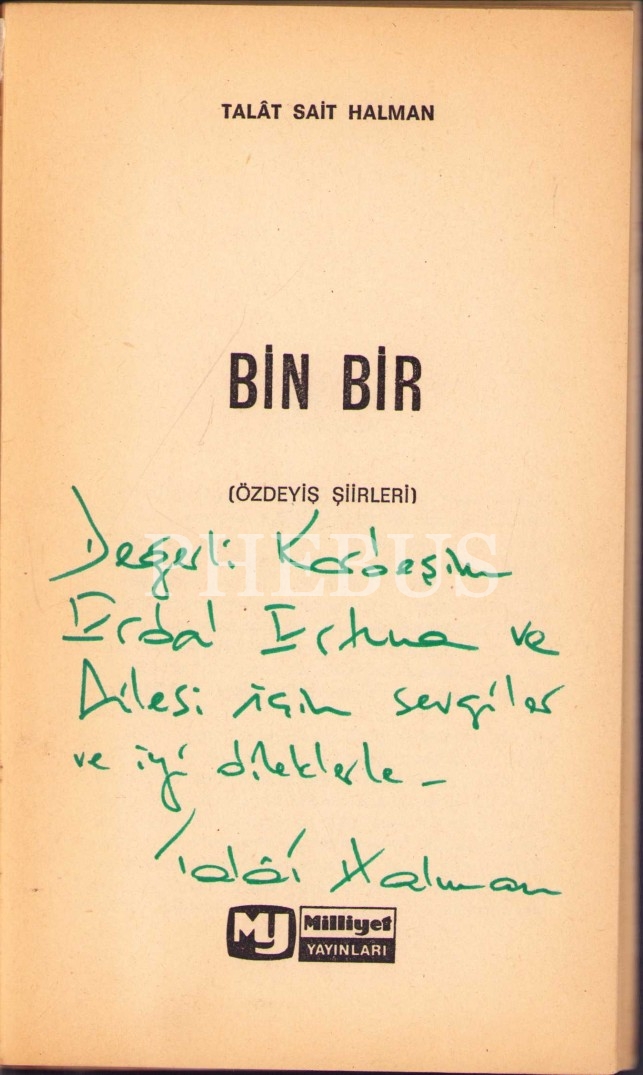 TALÂT SAİT HALMAN
BİN BİR
(ÖZDEYİŞ ŞİİRLERİ)
Değerli Kardeşim
PHEBUS
Erdal Ertuna ve
Ailesi için sevgiler
ve iyi dileklerle -
Talât Halman
MY Milliyet
YAYINLARI